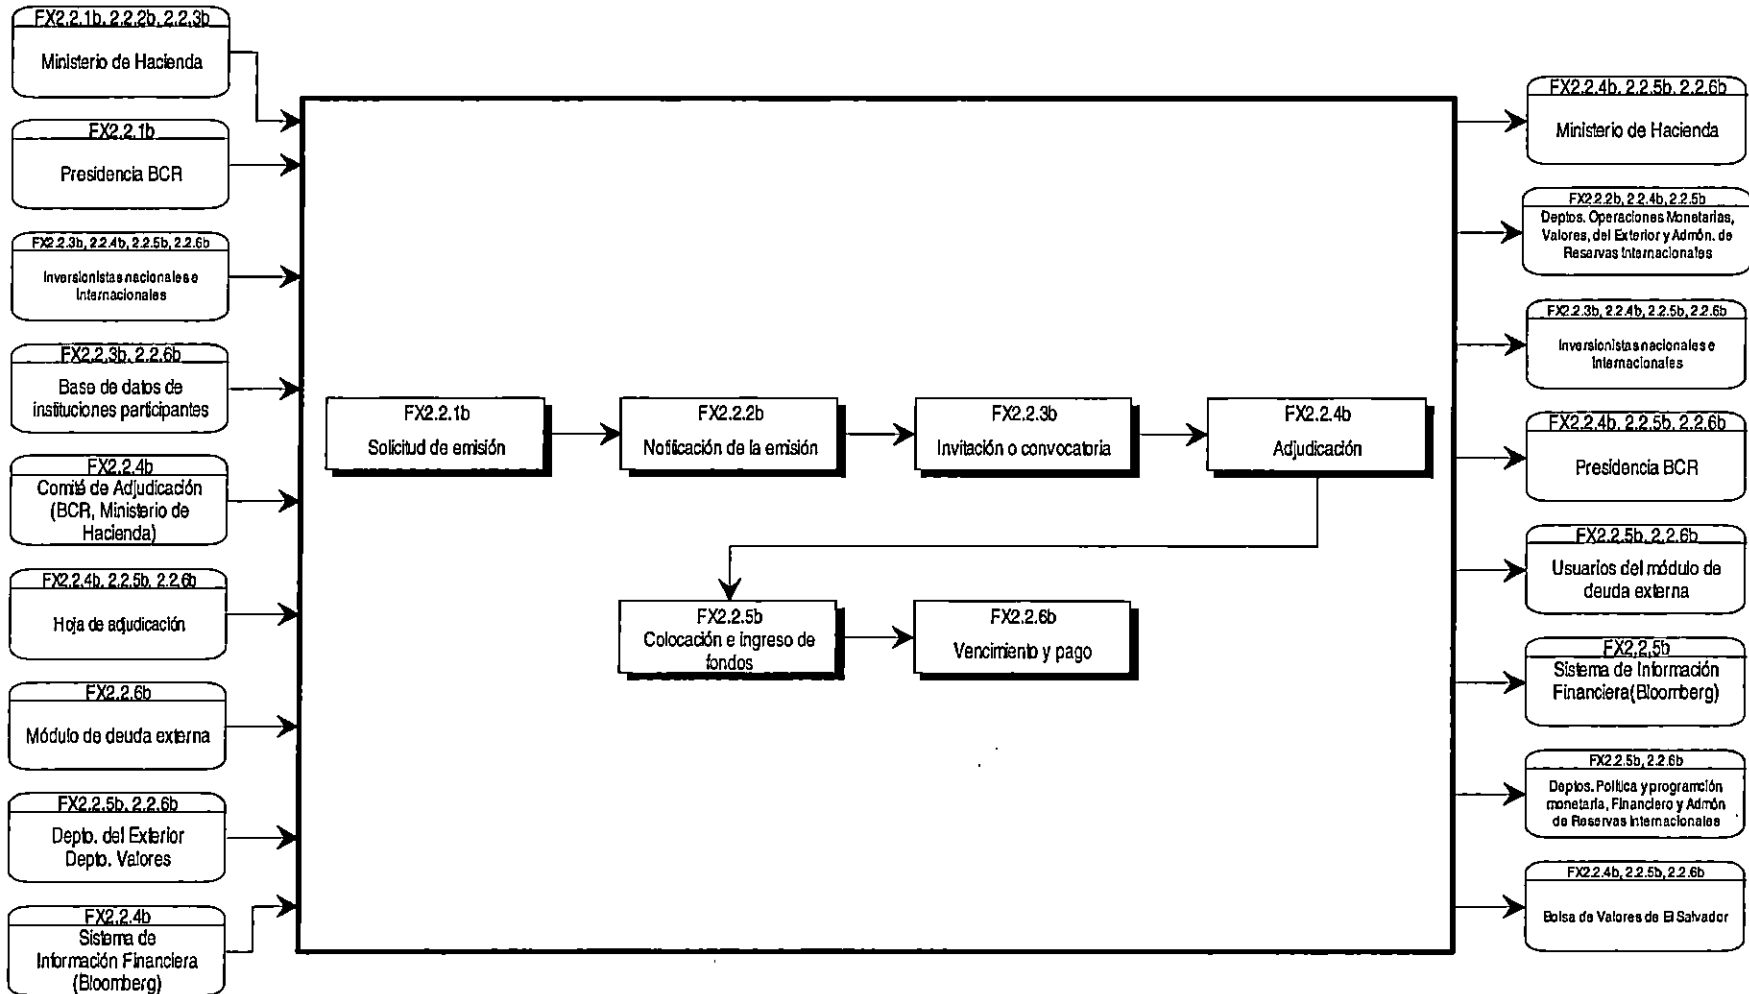 FX2.2.1b, 2.2.2b, 2.2.3b
Ministerio de Hacienda
FX2.2.1b
Presidencia BCR
FX2.2.3b, 2.2.4b, 2.2.5b, 2.2.6b
Inversionistas nacionales e
Internacionales
FX2.2.3b, 2.2.6b
Base de datos de
instituciones participantes
FX2.2.4b
Comité de Adjudicación
(BCR, Ministerio de
Hacienda)
FX2.2.4b, 2.2.5b, 2.2.6b
Hoja de adjudicación
FX2.2.6b
Módulo de deuda externa
FX2.2.5b, 2.2.6b
Depto. del Exterior
Depto. Valores
FX2.2.4b
Sistema de
Información Financiera
(Bloomberg)
FX2.2.1b
Solicitud de emisión
FX2.2.2b
Notificación de la emisión
FX2.2.3b
Invitación o convocatoria
FX2.2.4b
Adjudicación
FX2.2.5b
Colocación e ingreso de
fondos
FX2.2.6b
Vencimiento y pago
FX2.2.4b, 2.2.5b, 2.2.6b
Ministerio de Hacienda
FX2.2.2b, 2.2.4b, 2.2.5b
Deptos. Operaciones Monetarias,
Valores, del Exterior y Admón. de
Reservas Internacionales
FX2.2.3b, 2.2.4b, 2.2.5b, 2.2.6b
Inversionistas nacionales e
Internacionales
FX2.2.4b, 2.2.5b, 2.2.6b
Presidencia BCR
FX2.2.5b, 2.2.6b
Usuarios del módulo de
deuda externa
FX2.2.5b
Sistema de Información
Financiera(Bloomberg)
FX2.2.5b, 2.2.6b
Deptos. Política y programción
monetaria, Financiero y Admón
de Reservas Internacionales
FX2.2.4b, 2.2.5b, 2.2.6b
Bolsa de Valores de El Salvador